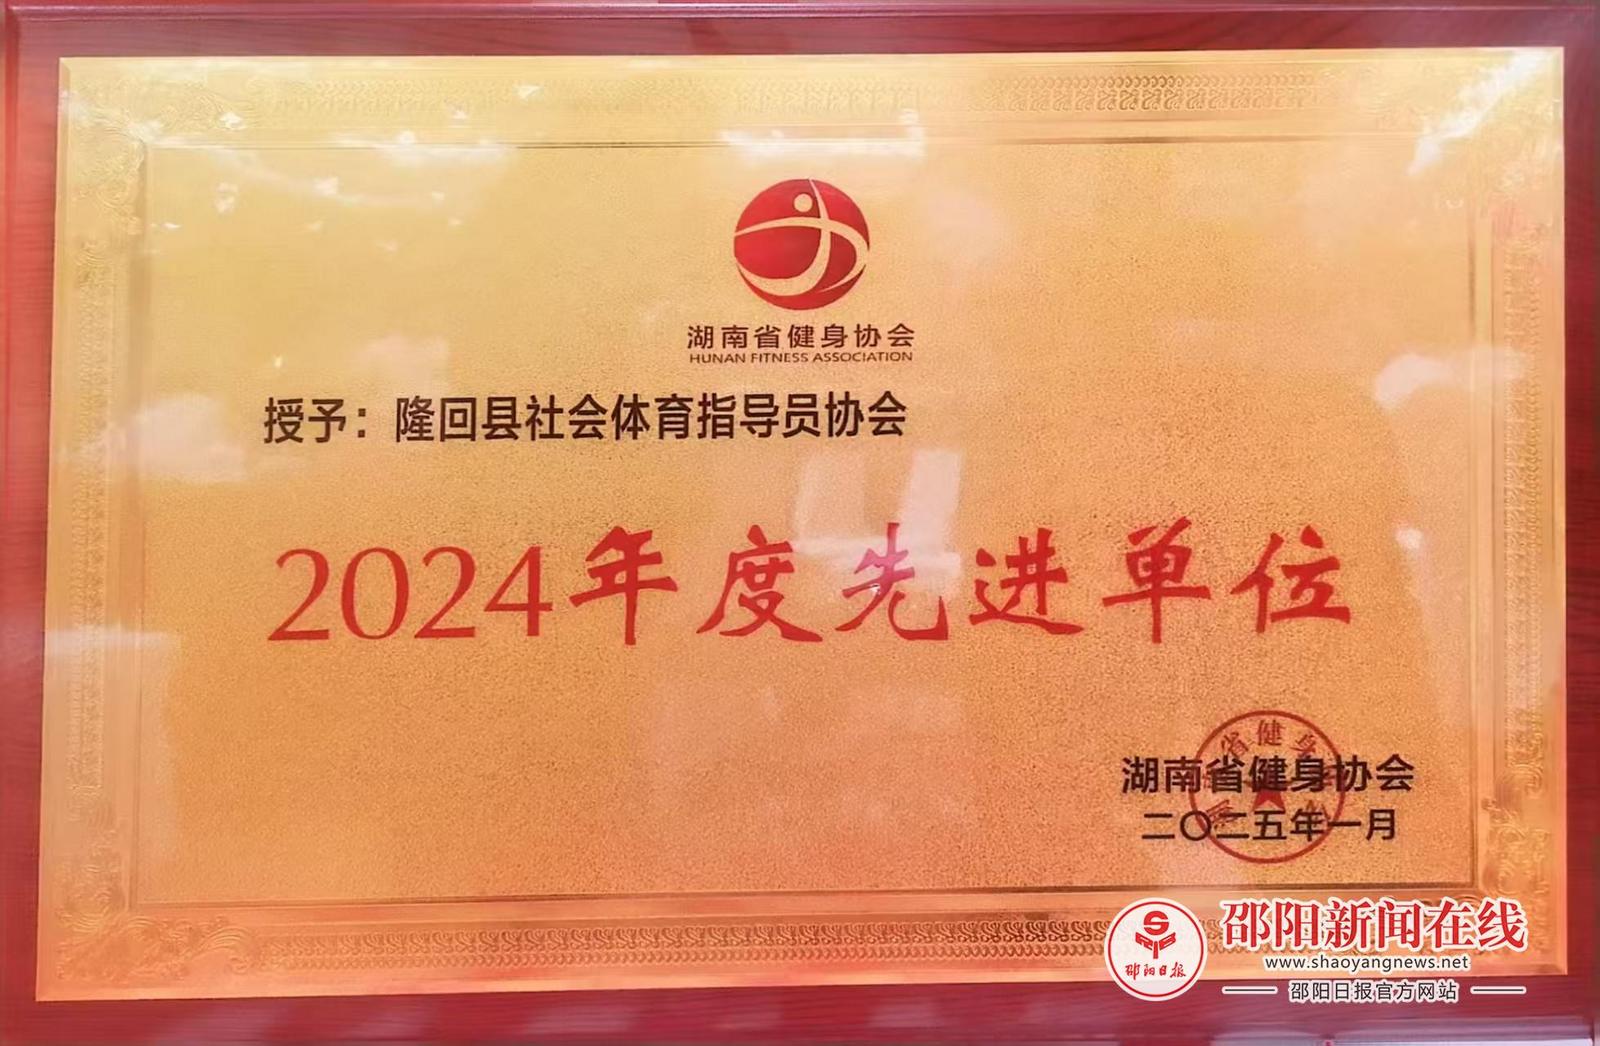 湖南省健身协会
HUNAN FITNESS ASSOCIATION
授予：隆回县社会体育指导员协会
2024年度先进单位
湖南省健身协会
二〇二五年一月
省健身
邵阳日报
邵阳新闻在线
www.shaoyangnews.net
邵阳日报官方网站